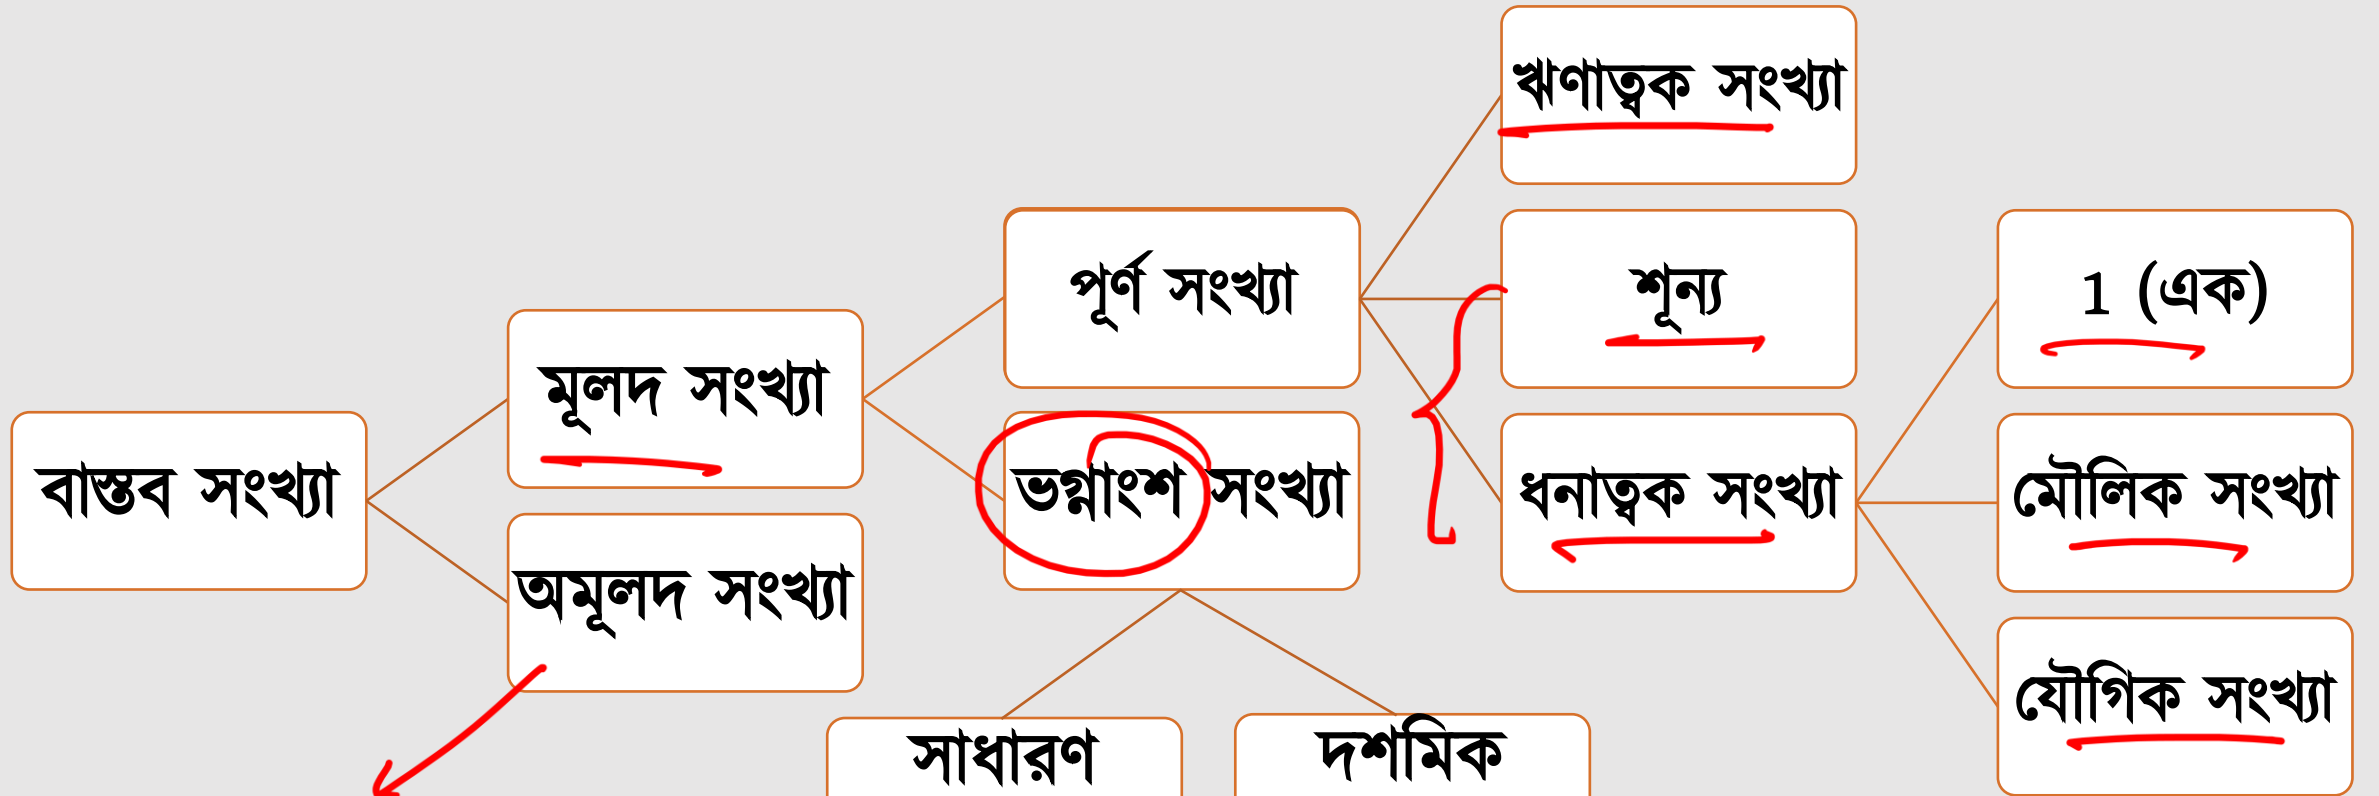 ঋণাত্বক সংখ্যা
পূর্ণ সংখ্যা
শূন্য
1 (এক)
মূলদ সংখ্যা
বাস্তব সংখ্যা
ভগ্নাংশ সংখ্যা
ধনাত্বক সংখ্যা
মৌলিক সংখ্যা
অমূলদ সংখ্যা
যৌগিক সংখ্যা
সাধারণ
দশমিক